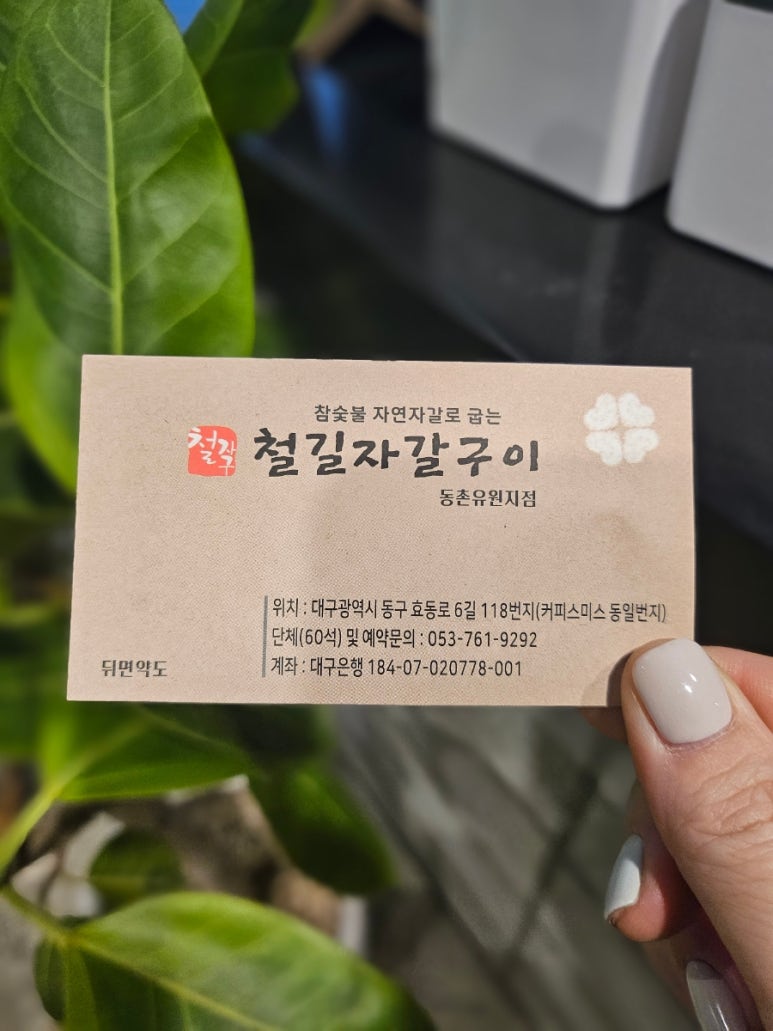 참숯불 자연자갈로 굽는
철자구
철길자갈구이
동촌유원지점
위치 : 대구광역시 동구 효동로 6길 118번지(커피스미스 동일번지)
단체(60석) 및 예약문의 : 053-761-9292
계좌 : 대구은행 184-07-020778-001
뒤면약도